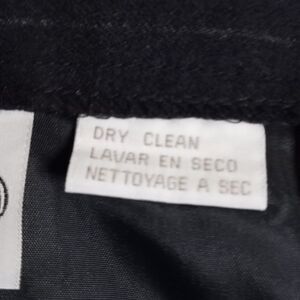 DRY CLEAN
LAVAR EN SECO
NETTOYAGE A SEC